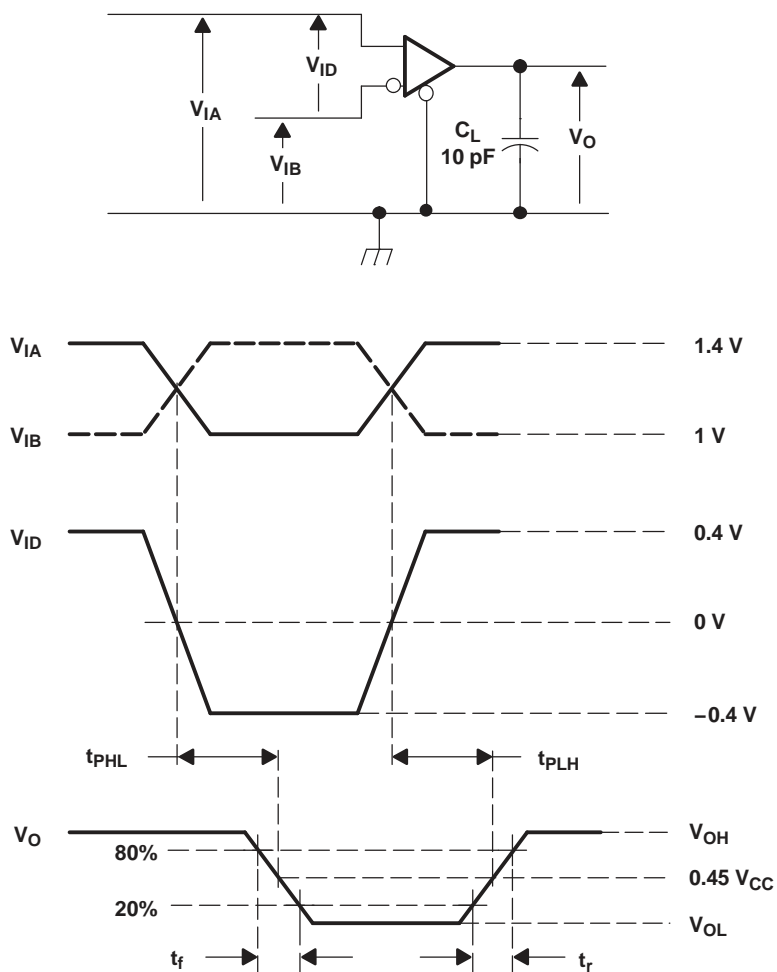 V_ID
V_IA
V_IB
C_L
10 pF
V_O
V_IA
1.4 V
V_IB
1 V
V_ID
0.4 V
0 V
–0.4 V
t_PHL
t_PLH
V_O
V_OH
80%
0.45 V_CC
20%
V_OL
t_f
t_r